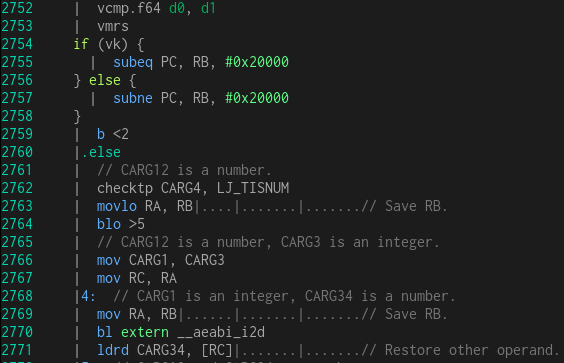 2752     |  vcmp.f64 d0, d1
2753     |  vmrs
2754     if (vk) {
2755       |  subeq PC, RB, #0x20000
2756     } else {
2757       |  subne PC, RB, #0x20000
2758     }
2759     |  b <2
2760     |.else
2761     |  // CARG12 is a number.
2762     |  checktp CARG4, LJ_TISNUM
2763     |  movlo RA, RB|....|.......|.......// Save RB.
2764     |  blo >5
2765     |  // CARG12 is a number, CARG3 is an integer.
2766     |  mov CARG1, CARG3
2767     |  mov RC, RA
2768     |4:  // CARG1 is an integer, CARG34 is a number.
2769     |  mov RA, RB|......|.......|.......// Save RB.
2770     |  bl extern __aeabi_i2d
2771     |  ldrd CARG34, [RC]|.......|.......// Restore other operand.